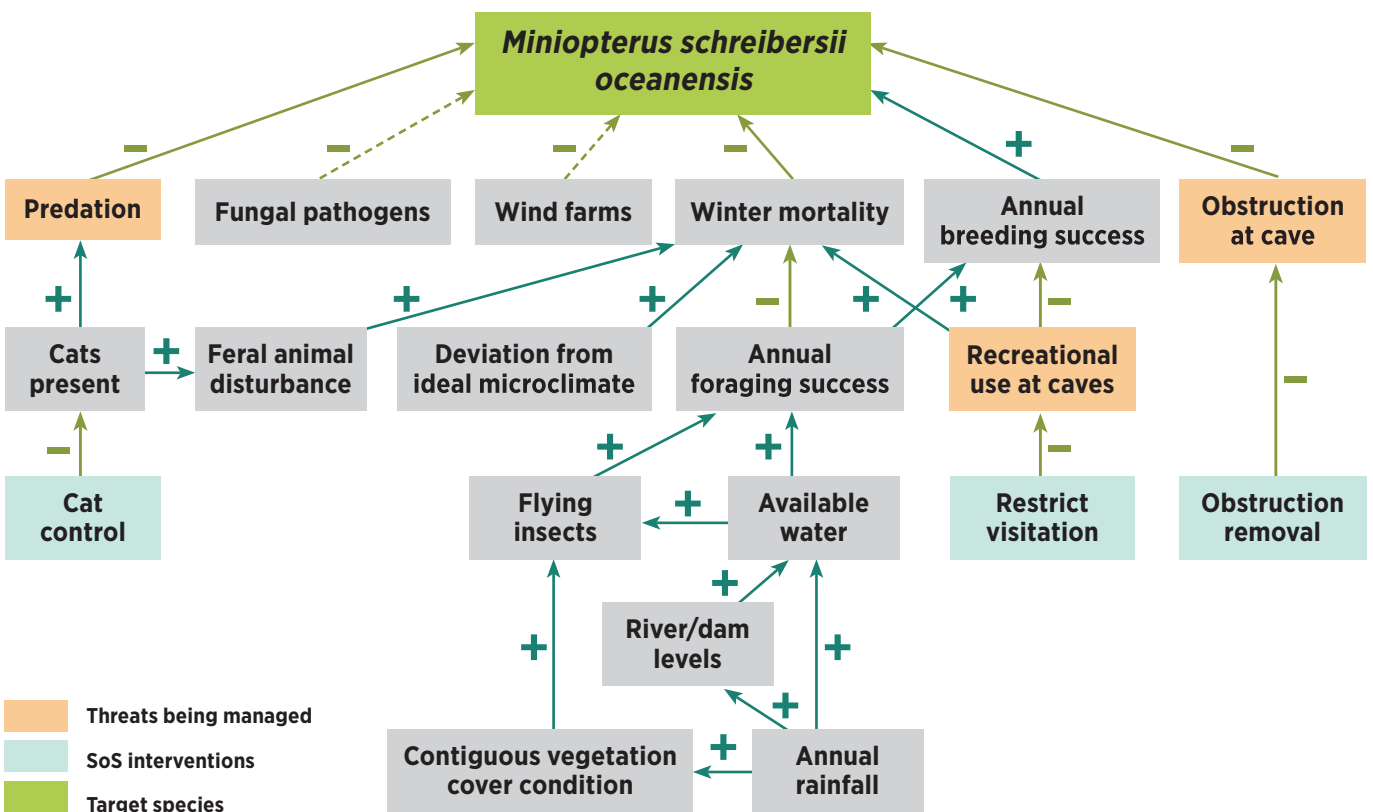 Miniopterus schreibersii
oceanensis
−
−
−
−
+
−
Predation
Fungal pathogens
Wind farms
Winter mortality
Annual
breeding success
Obstruction
at cave
+
+
+
−
+
+
−
Cats
present
+
Feral animal
disturbance
Deviation from
ideal microclimate
Annual
foraging success
Recreational
use at caves
−
−
+
+
−
Cat
control
Flying
insects
+
Available
water
Restrict
visitation
Obstruction
removal
+
River/dam
levels
+
+
+
Contiguous vegetation
cover condition
+
Annual
rainfall
Threats being managed
SoS interventions
Target species